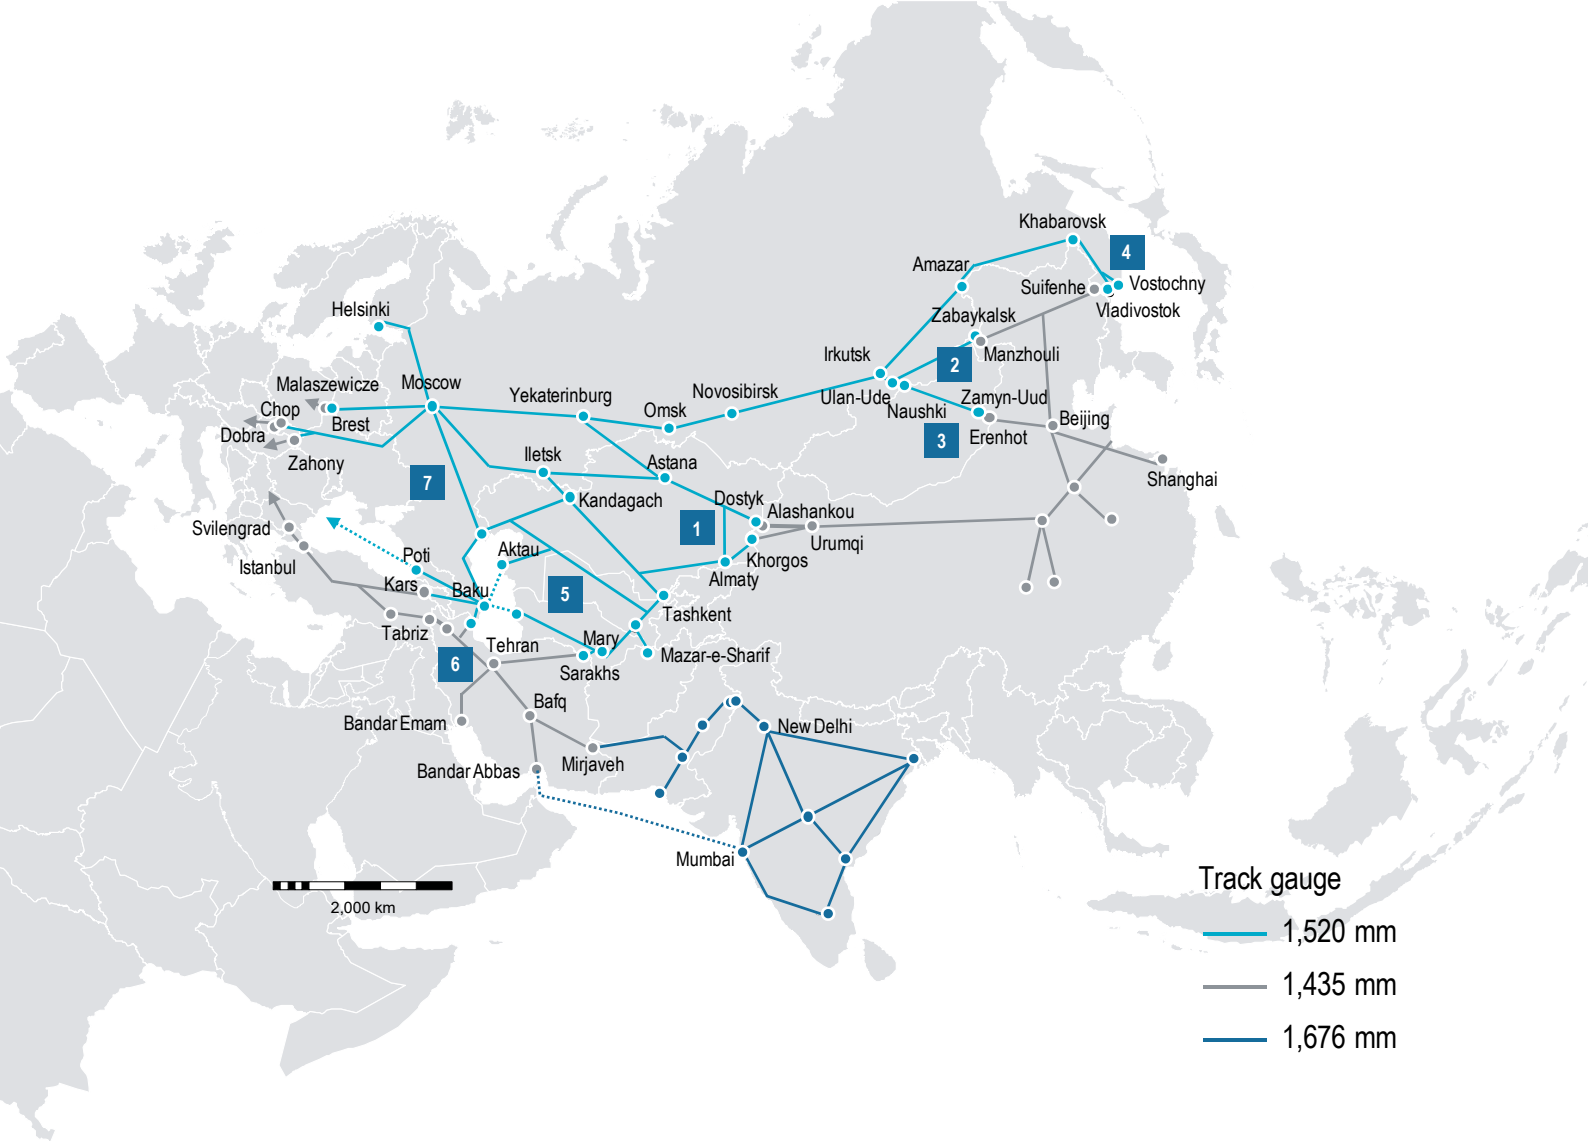 Khabarovsk
4
Amazar
Suifenhe
Vostochny
Vladivostok
Helsinki
Zabaykalsk
Manzhouli
Irkutsk
2
Malaszewicze
Moscow
Yekaterinburg
Novosibirsk
Ulan-Ude
Zamyn-Uud
Chop
Omsk
Naushki
Beijing
Brest
Dobra
3
Erenhot
Zahony
Iletsk
Astana
Shanghai
7
Kandagach
Dostyk
Alashankou
1
Svilengrad
Urumqi
Poti
Aktau
Khorgos
Istanbul
Kars
Baku
5
Almaty
Tashkent
Tabriz
Tehran
Mary
Mazar-e-Sharif
6
Sarakhs
Bafq
Bandar Emam
New Delhi
Mirjaveh
Bandar Abbas
Mumbai
2,000 km
Track gauge
1,520 mm
1,435 mm
1,676 mm